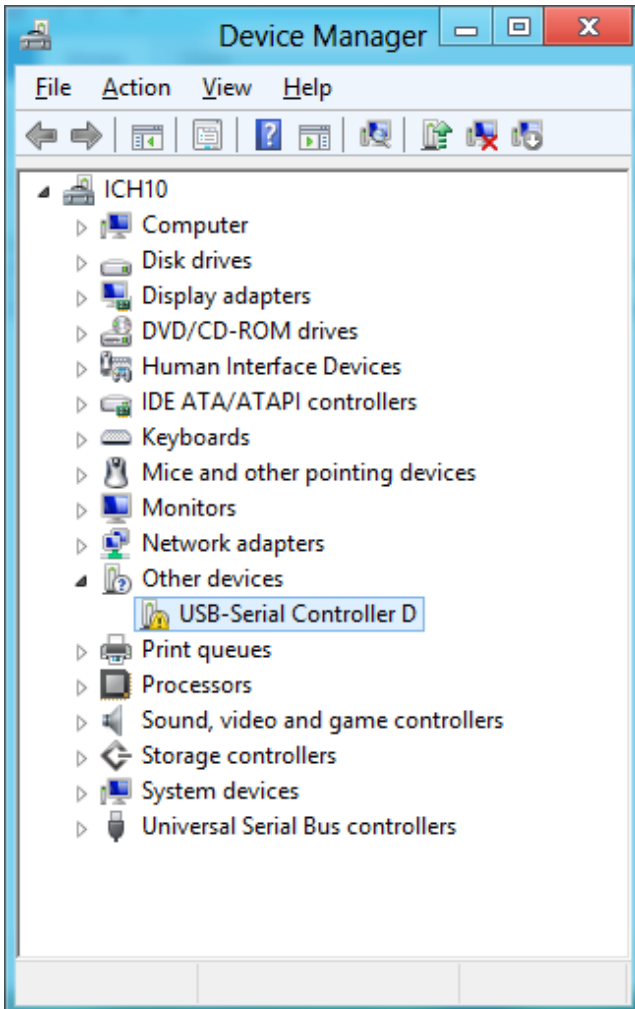 Device Manager
File Action View Help
ICH10
Computer
Disk drives
Display adapters
DVD/CD-ROM drives
Human Interface Devices
IDE ATA/ATAPI controllers
Keyboards
Mice and other pointing devices
Monitors
Network adapters
Other devices
USB-Serial Controller D
Print queues
Processors
Sound, video and game controllers
Storage controllers
System devices
Universal Serial Bus controllers